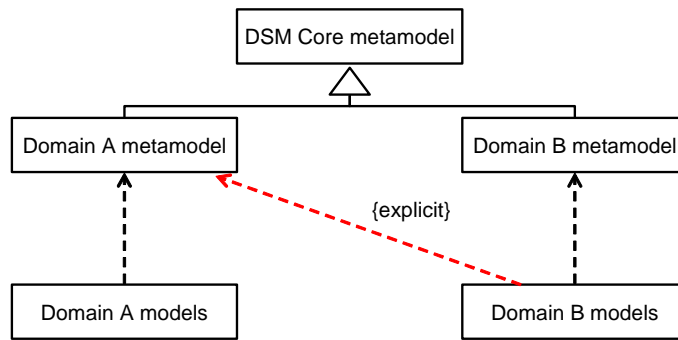 DSM Core metamodel
Domain A metamodel
Domain B metamodel
{explicit}
Domain A models
Domain B models